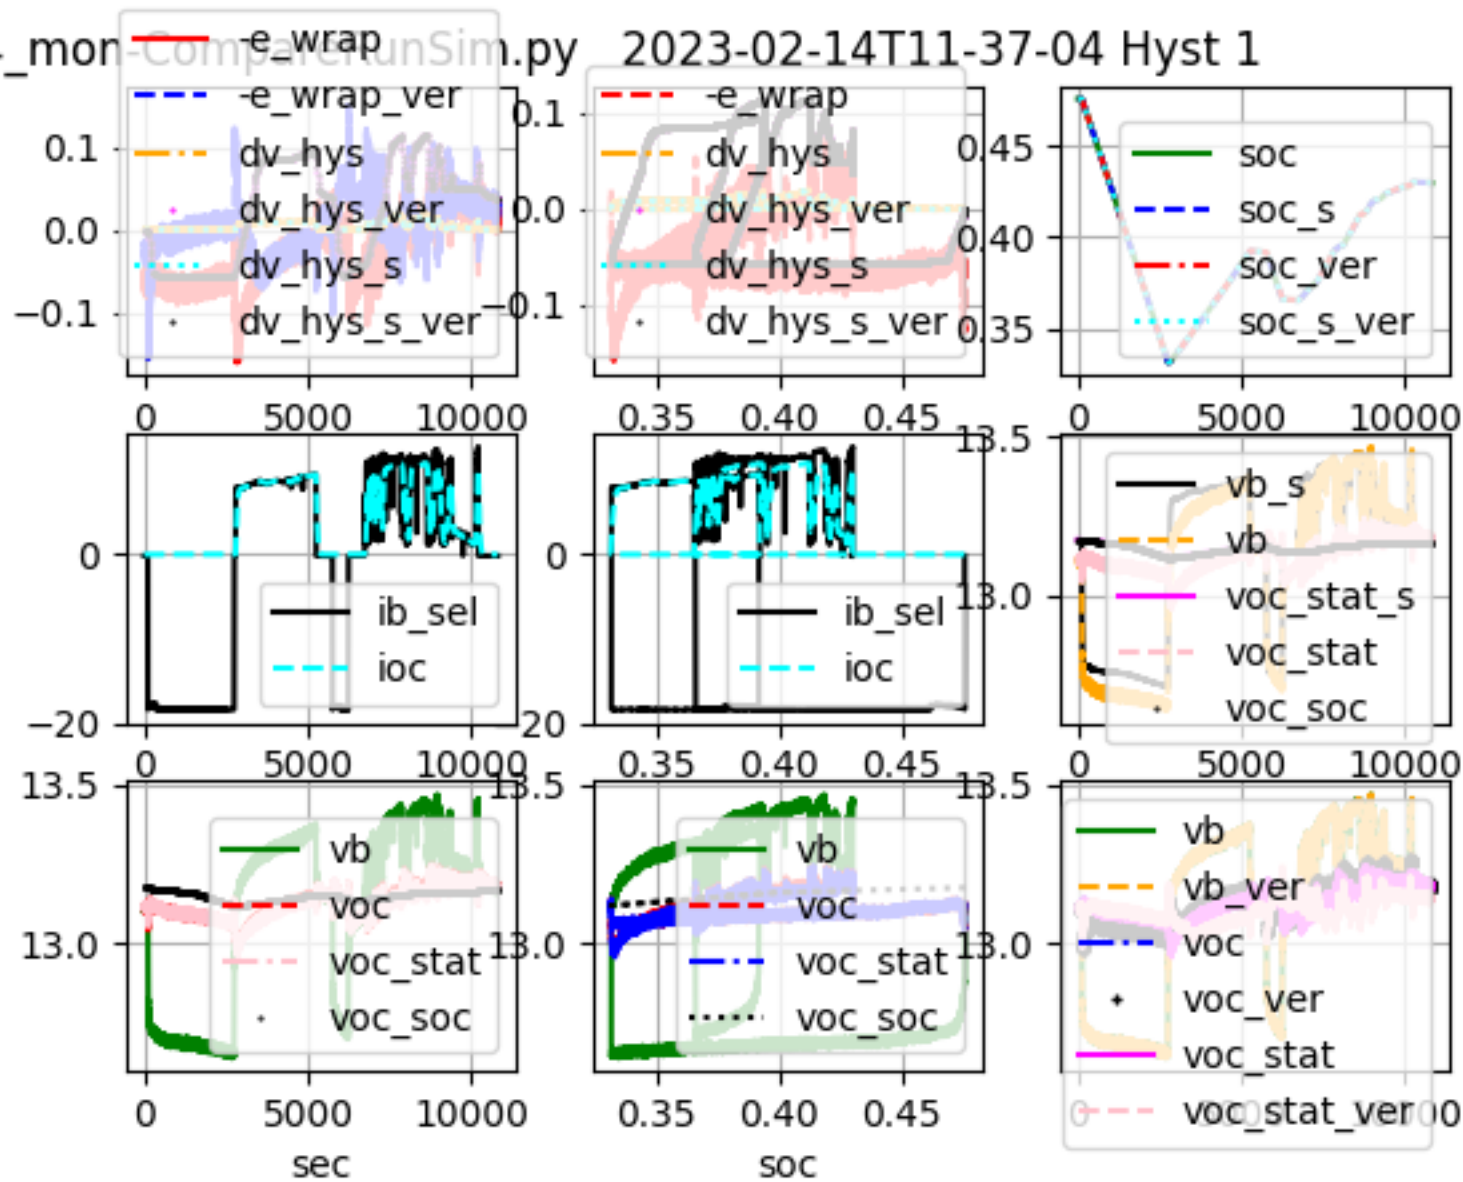 _mon-CompareRunSim.py 2023-02-14T11-37-04 Hyst 1
-e_wrap
-e_wrap_ver
dv_hys
dv_hys_ver
dv_hys_s
dv_hys_s_ver
0.1
0.0
−0.1
0
5000
10000
-e_wrap
dv_hys
dv_hys_ver
dv_hys_s
dv_hys_s_ver
0.1
0.0
−0.1
0.35
0.40
0.45
soc
soc_s
soc_ver
soc_s_ver
0.45
0.40
0.35
0
5000
10000
ib_sel
ioc
0
−20
0
5000
10000
ib_sel
ioc
0
20
0.35
0.40
0.45
vb_s
vb
voc_stat_s
voc_stat
voc_soc
13.5
13.0
0
5000
10000
vb
voc
voc_stat
voc_soc
13.5
13.0
0
5000
10000
sec
vb
voc
voc_stat
voc_soc
13.5
13.0
0.35
0.40
0.45
soc
vb
vb_ver
voc
voc_ver
voc_stat
voc_stat_ver
13.5
13.0
0